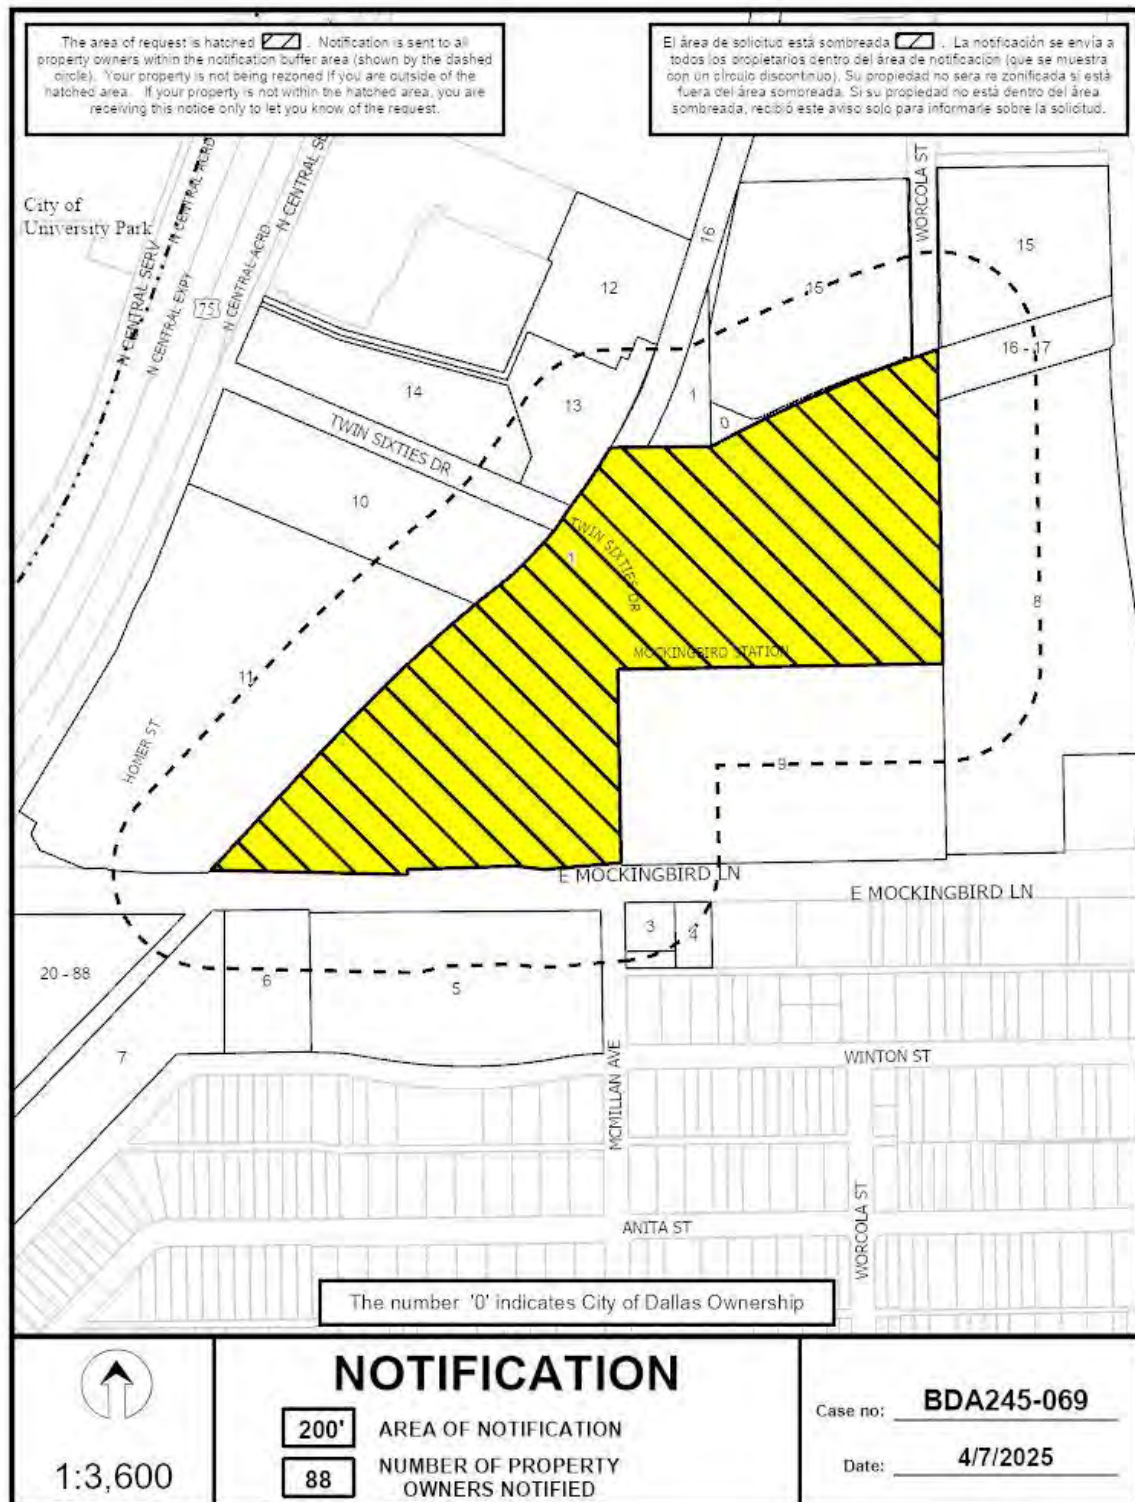 The area of request is hatched . Notification is sent to all
property owners within the notification buffer area (shown by the dashed
circle). Your property is not being rezoned if you are outside of the
hatched area. If your property is not within the hatched area, you are
receiving this notice only to let you know of the request.
El área de solicitud está sombreada . La notificación se envía a
todos los propietarios dentro del área de notificación (que se muestra
con un círculo discontinuo). Su propiedad no sera re zonificada si está
fuera del área sombreada. Si su propiedad no está dentro del área
sombreada, recibió este aviso solo para informarle sobre la solicitud.
City of
University Park
N CENTRAL SERV
N CENTRAL ACRD
N CENTRAL EXPY
75
N CENTRAL ACRD
N CENTRAL SE
WORCOLA ST
16
15
15
12
16 - 17
14
13
1
0
TWIN SIXTIES DR
10
TWIN SIXTIES DR
1
8
MOCKINGBIRD STATION
11
HOMER ST
9
E MOCKINGBIRD LN
E MOCKINGBIRD LN
3
4
20 - 88
6
5
7
MCMILLAN AVE
WINTON ST
ANITA ST
WORCOLA ST
The number '0' indicates City of Dallas Ownership
1:3,600
NOTIFICATION
200' AREA OF NOTIFICATION
88 NUMBER OF PROPERTY
OWNERS NOTIFIED
Case no: BDA245-069
Date: 4/7/2025